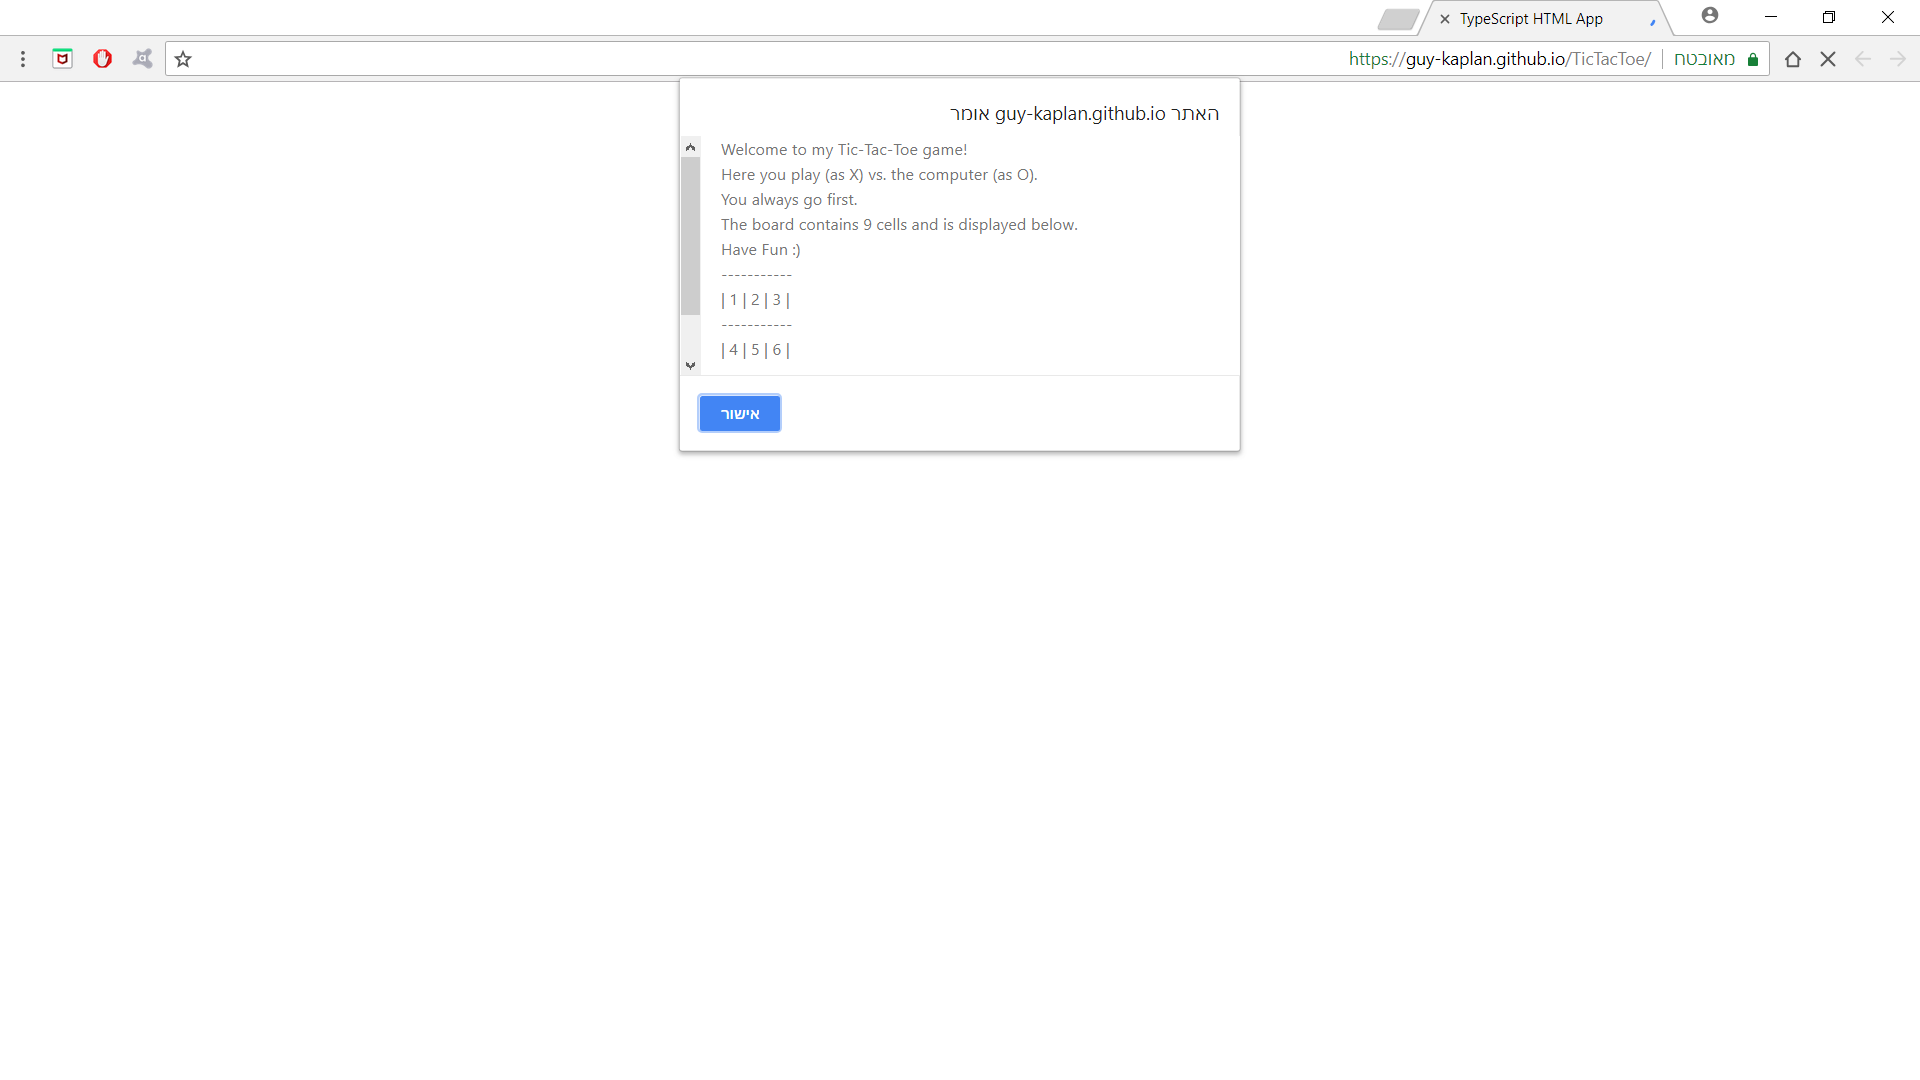 TypeScript HTML App
https://guy-kaplan.github.io/TicTacToe/ מאובטח
האתר guy-kaplan.github.io אומר
Welcome to my Tic-Tac-Toe game!
Here you play (as X) vs. the computer (as O).
You always go first.
The board contains 9 cells and is displayed below.
Have Fun :)
-----------
| 1 | 2 | 3 |
-----------
| 4 | 5 | 6 |
אישור